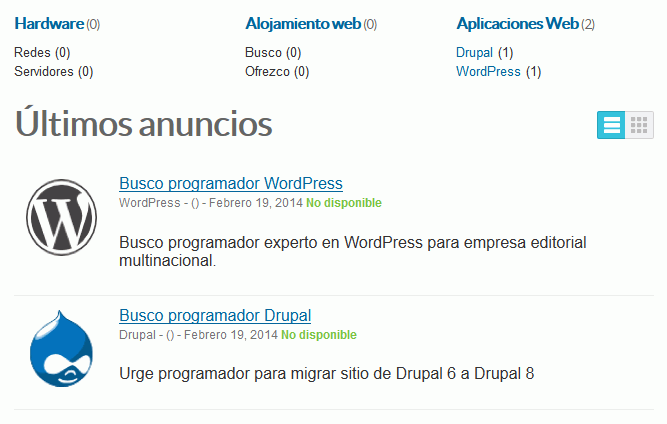 Hardware (0)
Redes (0)
Servidores (0)
Alojamiento web (0)
Busco (0)
Ofrezco (0)
Aplicaciones Web (2)
Drupal (1)
WordPress (1)
Últimos anuncios
Busco programador WordPress
WordPress - () - Febrero 19, 2014 No disponible
Busco programador experto en WordPress para empresa editorial
multinacional.
Busco programador Drupal
Drupal - () - Febrero 19, 2014 No disponible
Urge programador para migrar sitio de Drupal 6 a Drupal 8